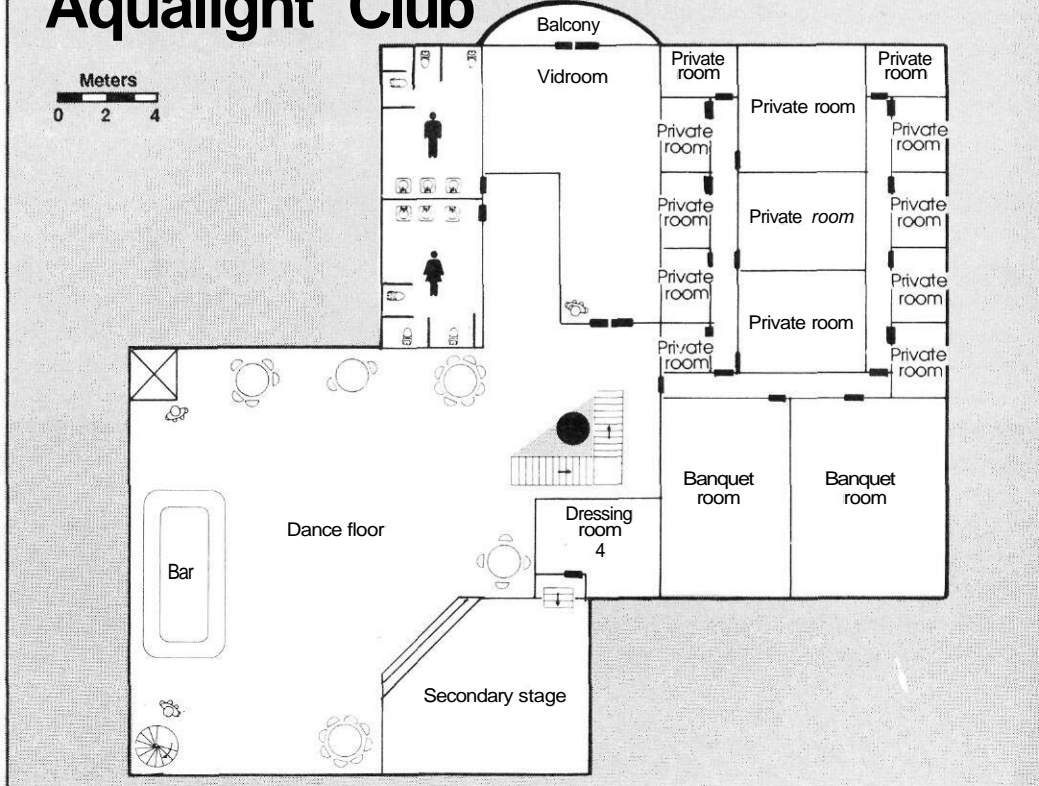 Aqualight Club
Meters
0 2 4
Balcony
Vidroom
Private
room
Private
room
Private room
Private
room
Private
room
Private
room
Private room
Private
room
Private
room
Private room
Private
room
Private
room
Private
room
Banquet
room
Banquet
room
Dressing
room
4
Dance floor
Bar
Secondary stage